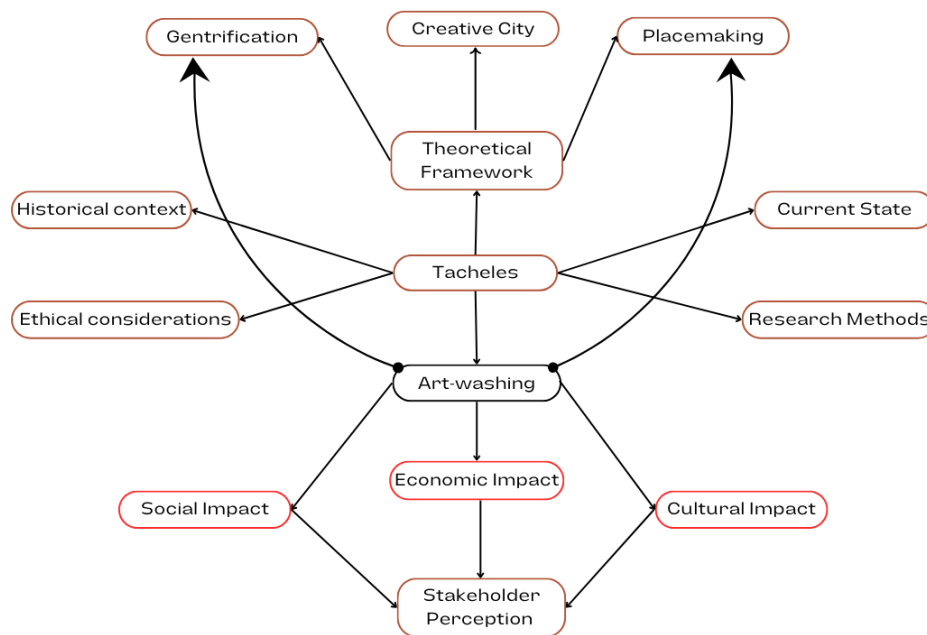 Gentrification
Creative City
Placemaking
Theoretical
Framework
Historical context
Current State
Tacheles
Ethical considerations
Research Methods
Art-washing
Economic Impact
Social Impact
Cultural Impact
Stakeholder
Perception